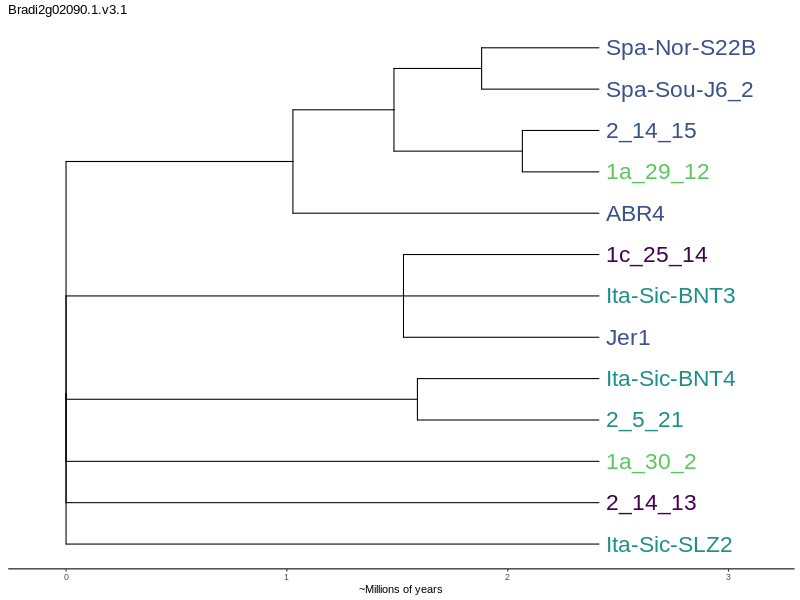 Bradi2g02090.1.v3.1
Spa-Nor-S22B
Spa-Sou-J6_2
2_14_15
1a_29_12
ABR4
1c_25_14
Ita-Sic-BNT3
Jer1
Ita-Sic-BNT4
2_5_21
1a_30_2
2_14_13
Ita-Sic-SLZ2
0 1 2 3
~Millions of years